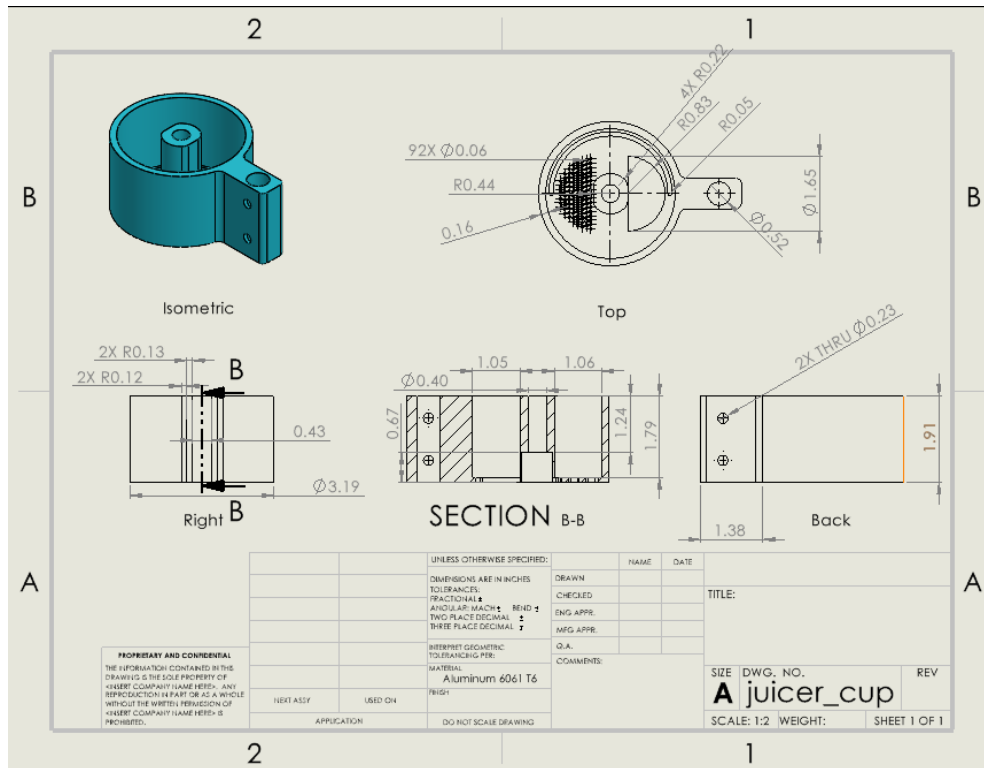 2
1
B
B
4X R0.22
R0.83
R0.05
92X ∅0.06
R0.44
0.16
∅1.65
∅0.52
Isometric
Top
2X R0.13
2X R0.12
B
0.43
∅3.19
Right
B
∅0.40
1.05
1.06
0.67
1.24
1.79
SECTION B-B
2X THRU ∅0.23
1.91
1.38
Back
A
A
UNLESS OTHERWISE SPECIFIED:
DIMENSIONS ARE IN INCHES
TOLERANCES:
FRACTIONAL ±
ANGULAR: MACH ± BEND ±
TWO PLACE DECIMAL ±
THREE PLACE DECIMAL ±
INTERPRET GEOMETRIC
TOLERANCING PER:
MATERIAL
Aluminum 6061 T6
FINISH
DO NOT SCALE DRAWING
NAME
DATE
DRAWN
CHECKED
ENG APPR.
MFG APPR.
Q.A.
COMMENTS:
TITLE:
SIZE
DWG. NO.
REV
A
juicer_cup
SCALE: 1:2 WEIGHT:
SHEET 1 OF 1
PROPRIETARY AND CONFIDENTIAL
THE INFORMATION CONTAINED IN THIS
DRAWING IS THE SOLE PROPERTY OF
<INSERT COMPANY NAME HERE>. ANY
REPRODUCTION IN PART OR AS A WHOLE
WITHOUT THE WRITTEN PERMISSION OF
<INSERT COMPANY NAME HERE> IS
PROHIBITED.
NEXT ASSY
USED ON
APPLICATION
2
1